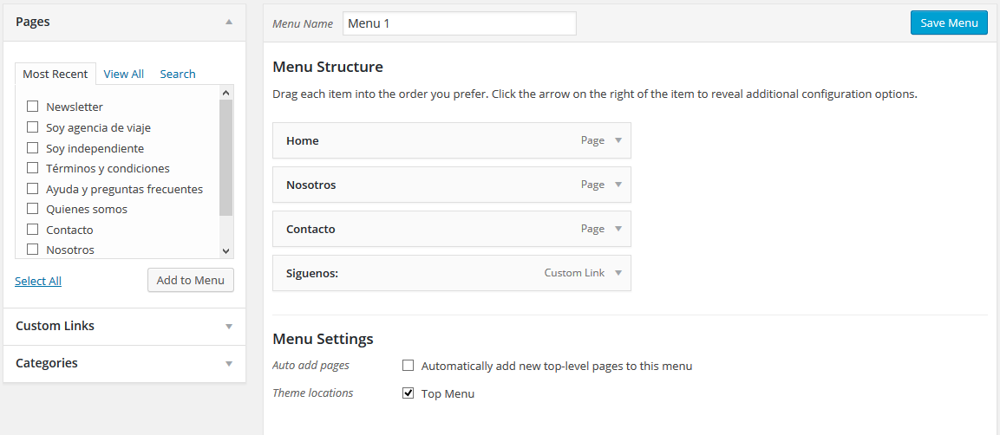 Pages
Most Recent View All Search
Newsletter
Soy agencia de viaje
Soy independiente
Términos y condiciones
Ayuda y preguntas frecuentes
Quienes somos
Contacto
Nosotros
Select All Add to Menu
Custom Links
Categories
Menu Name Menu 1 Save Menu
Menu Structure
Drag each item into the order you prefer. Click the arrow on the right of the item to reveal additional configuration options.
Home Page
Nosotros Page
Contacto Page
Siguenos: Custom Link
Menu Settings
Auto add pages Automatically add new top-level pages to this menu
Theme locations Top Menu